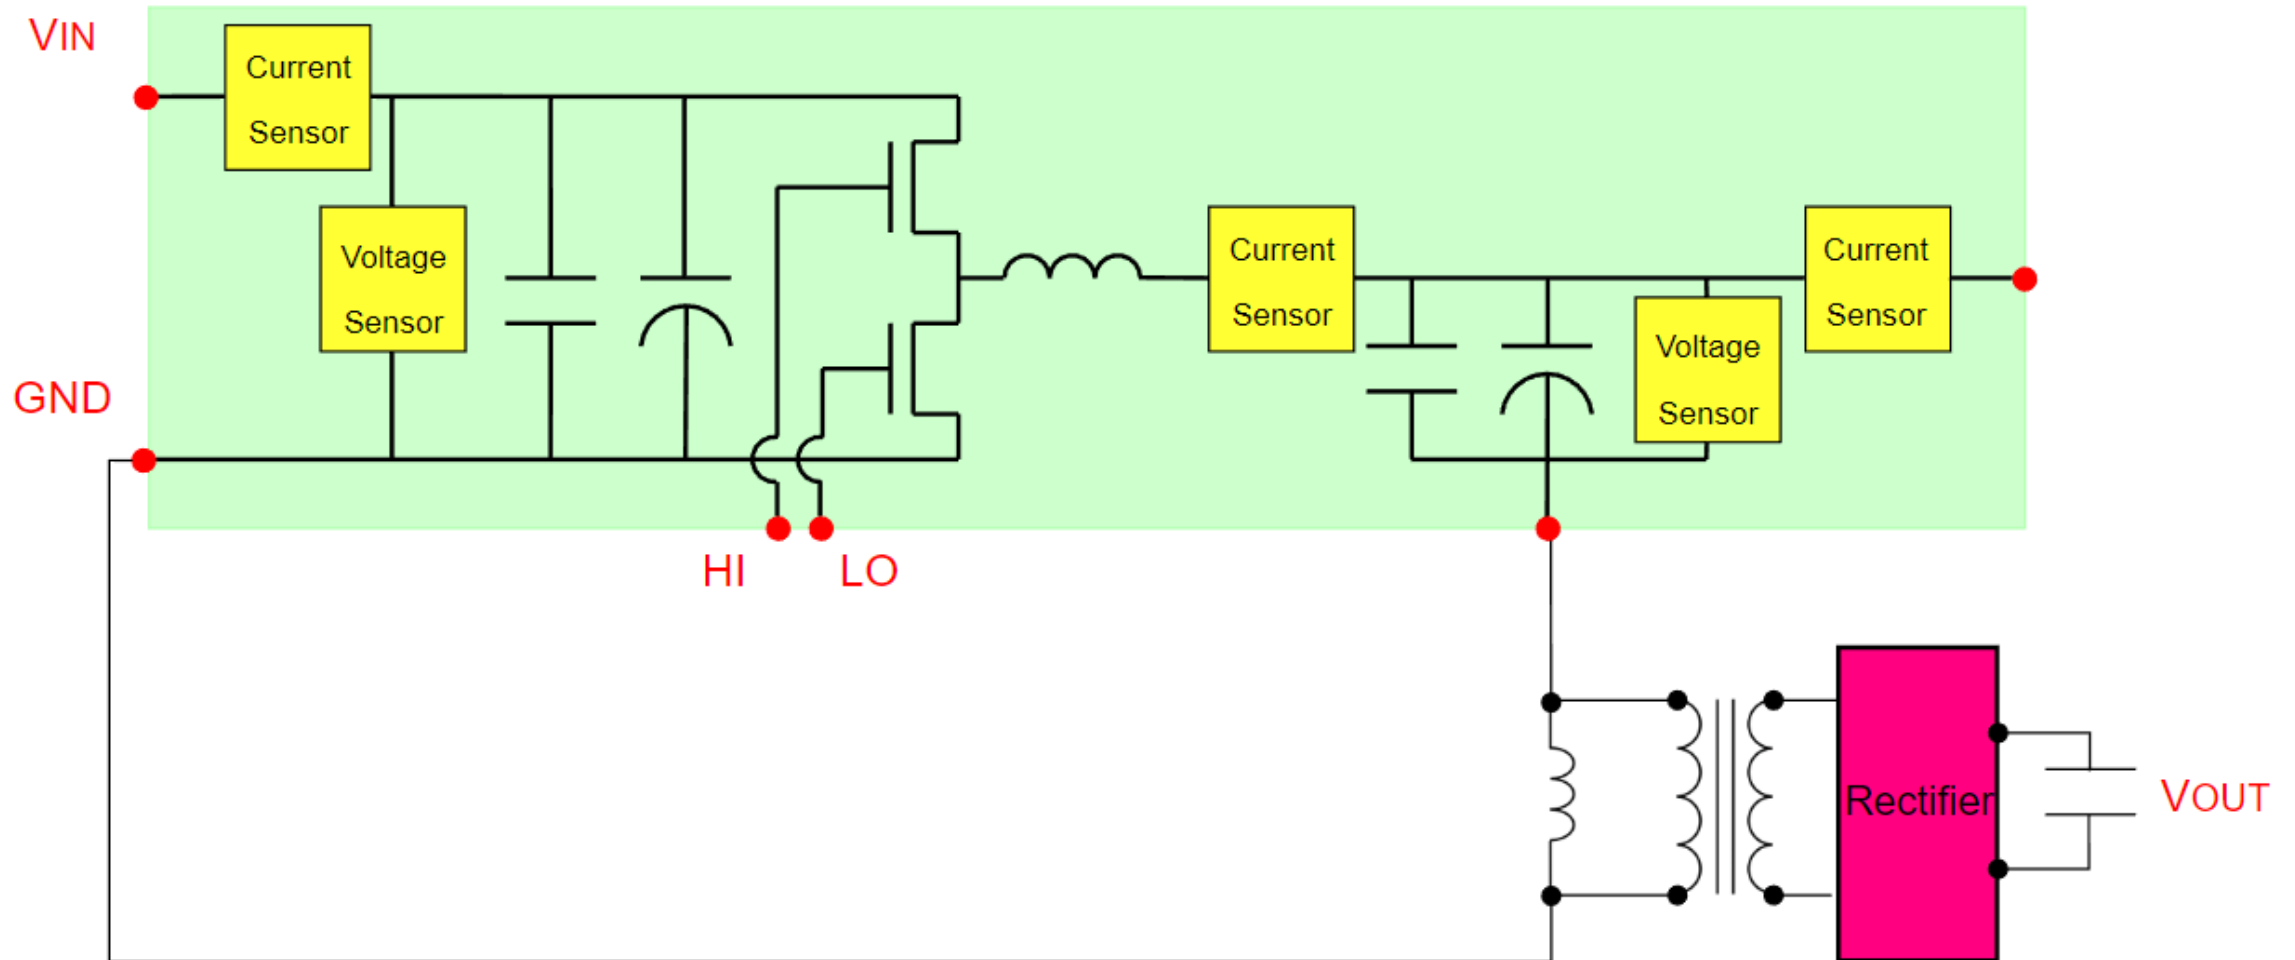 VIN
Current
Sensor
Voltage
Sensor
GND
HI
LO
Current
Sensor
Voltage
Sensor
Current
Sensor
Rectifier
VOUT